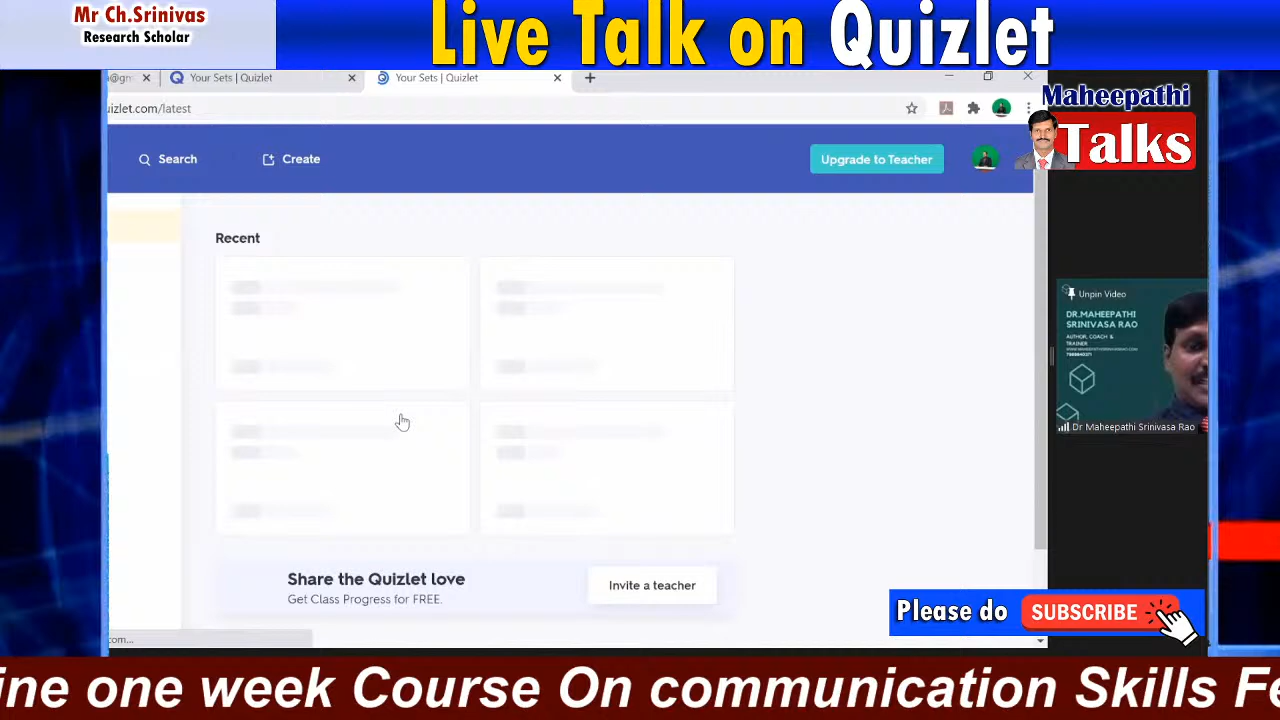 Mr Ch.Srinivas
Research Scholar
Live Talk on Quizlet
@gm
Your Sets | Quizlet
Your Sets | Quizlet
izlet.com/latest
Maheepathi
Talks
Search
Create
Upgrade to Teacher
Recent
Unpin Video
DR.MAHEEPATHI
SRINIVASA RAO
AUTHOR, COACH &
TRAINER
Dr Maheepathi Srinivasa Rao
Share the Quizlet love
Get Class Progress for FREE.
Invite a teacher
Please do SUBSCRIBE
com...
ine one week Course On communication Skills Fe